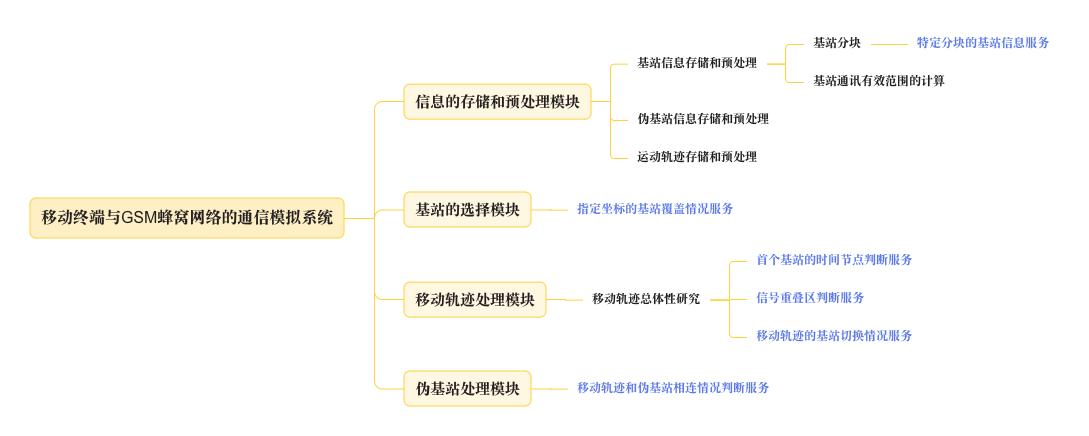 移动终端与GSM蜂窝网络的通信模拟系统
信息的存储和预处理模块
基站信息存储和预处理
基站分块
特定分块的基站信息服务
基站通讯有效范围的计算
伪基站信息存储和预处理
运动轨迹存储和预处理
基站的选择模块
指定坐标的基站覆盖情况服务
移动轨迹处理模块
移动轨迹总体性研究
首个基站的时间节点判断服务
信号重叠区判断服务
移动轨迹的基站切换情况服务
伪基站处理模块
移动轨迹和伪基站相连情况判断服务